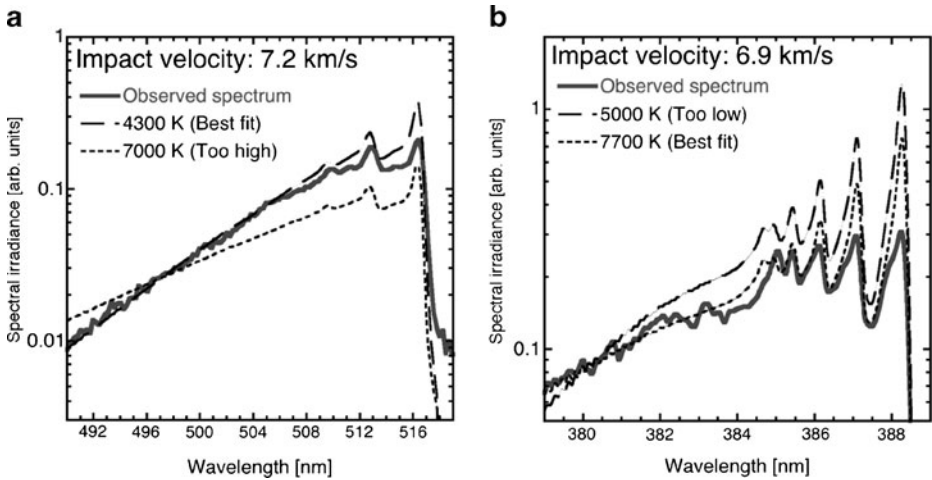 a
Impact velocity: 7.2 km/s
Observed spectrum
4300 K (Best fit)
7000 K (Too high)
Spectral irradiance [arb. units]
1
0.1
0.01
492 496 500 504 508 512 516
Wavelength [nm]
b
Impact velocity: 6.9 km/s
Observed spectrum
5000 K (Too low)
7700 K (Best fit)
Spectral irradiance [arb. units]
1
0.1
380 382 384 386 388
Wavelength [nm]